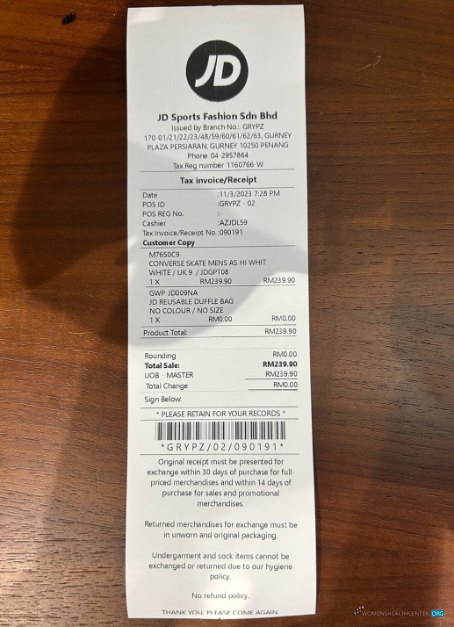 JD
JD Sports Fashion Sdn Bhd
Issued by Branch No.: GRYPZ
170-01/21/22/23/48/59/60/61/62/63, GURNEY
PLAZA PERSIARAN, GURNEY 10250 PENANG
Phone 04-2957864
Tax Reg number 1160766-W
Tax invoice/Receipt
Date :11/3/2023 7:28 PM
POS ID :GRYPZ - 02
POS REG No. :-
Cashier :AZJDL59
Tax Invoice/Receipt No.:090191
Customer Copy
M7650C9
CONVERSE SKATE MENS AS HI WHIT
WHITE / UK 9 / JDGPT08
1 X RM239.90 RM239.90
GWP JD009NA
JD REUSABLE DUFFLE BAG
NO COLOUR / NO SIZE
1 X RM0.00 RM0.00
Product Total: RM239.90
Rounding RM0.00
Total Sale: RM239.90
UOB - MASTER RM239.90
Total Change RM0.00
Sign Below:
* PLEASE RETAIN FOR YOUR RECORDS *
*GRYPZ/02/090191*
Original receipt must be presented for
exchange within 30 days of purchase for full-
priced merchandises and within 14 days of
purchase for sales and promotional
merchandises.
Returned merchandises for exchange must be
in unworn and original packaging.
Undergarment and sock items cannot be
exchanged or returned due to our hygiene
policy.
No refund policy.
THANK YOU. PLEASE COME AGAIN.
WOMENSHEALTHCENTER.ORG